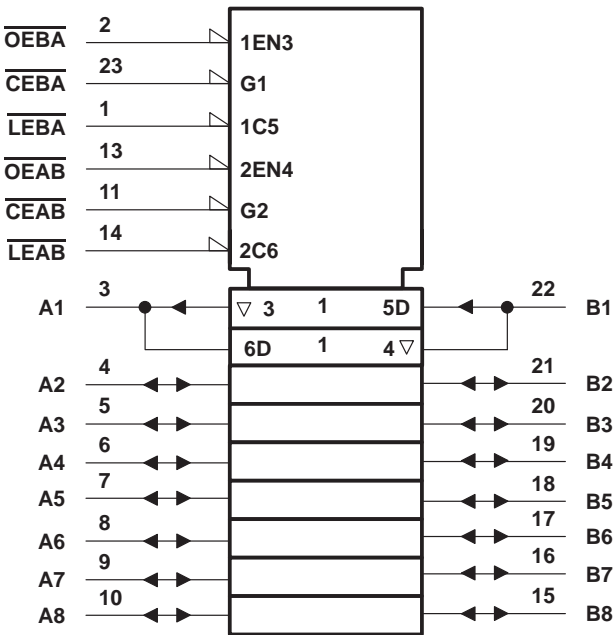 OEBA 2 1EN3
CEBA 23 G1
LEBA 1 1C5
OEAB 13 2EN4
CEAB 11 G2
LEAB 14 2C6
A1 3 ▽ 3 1 5D 22 B1
6D 1 4 ▽
A2 4 21 B2
A3 5 20 B3
A4 6 19 B4
A5 7 18 B5
A6 8 17 B6
A7 9 16 B7
A8 10 15 B8